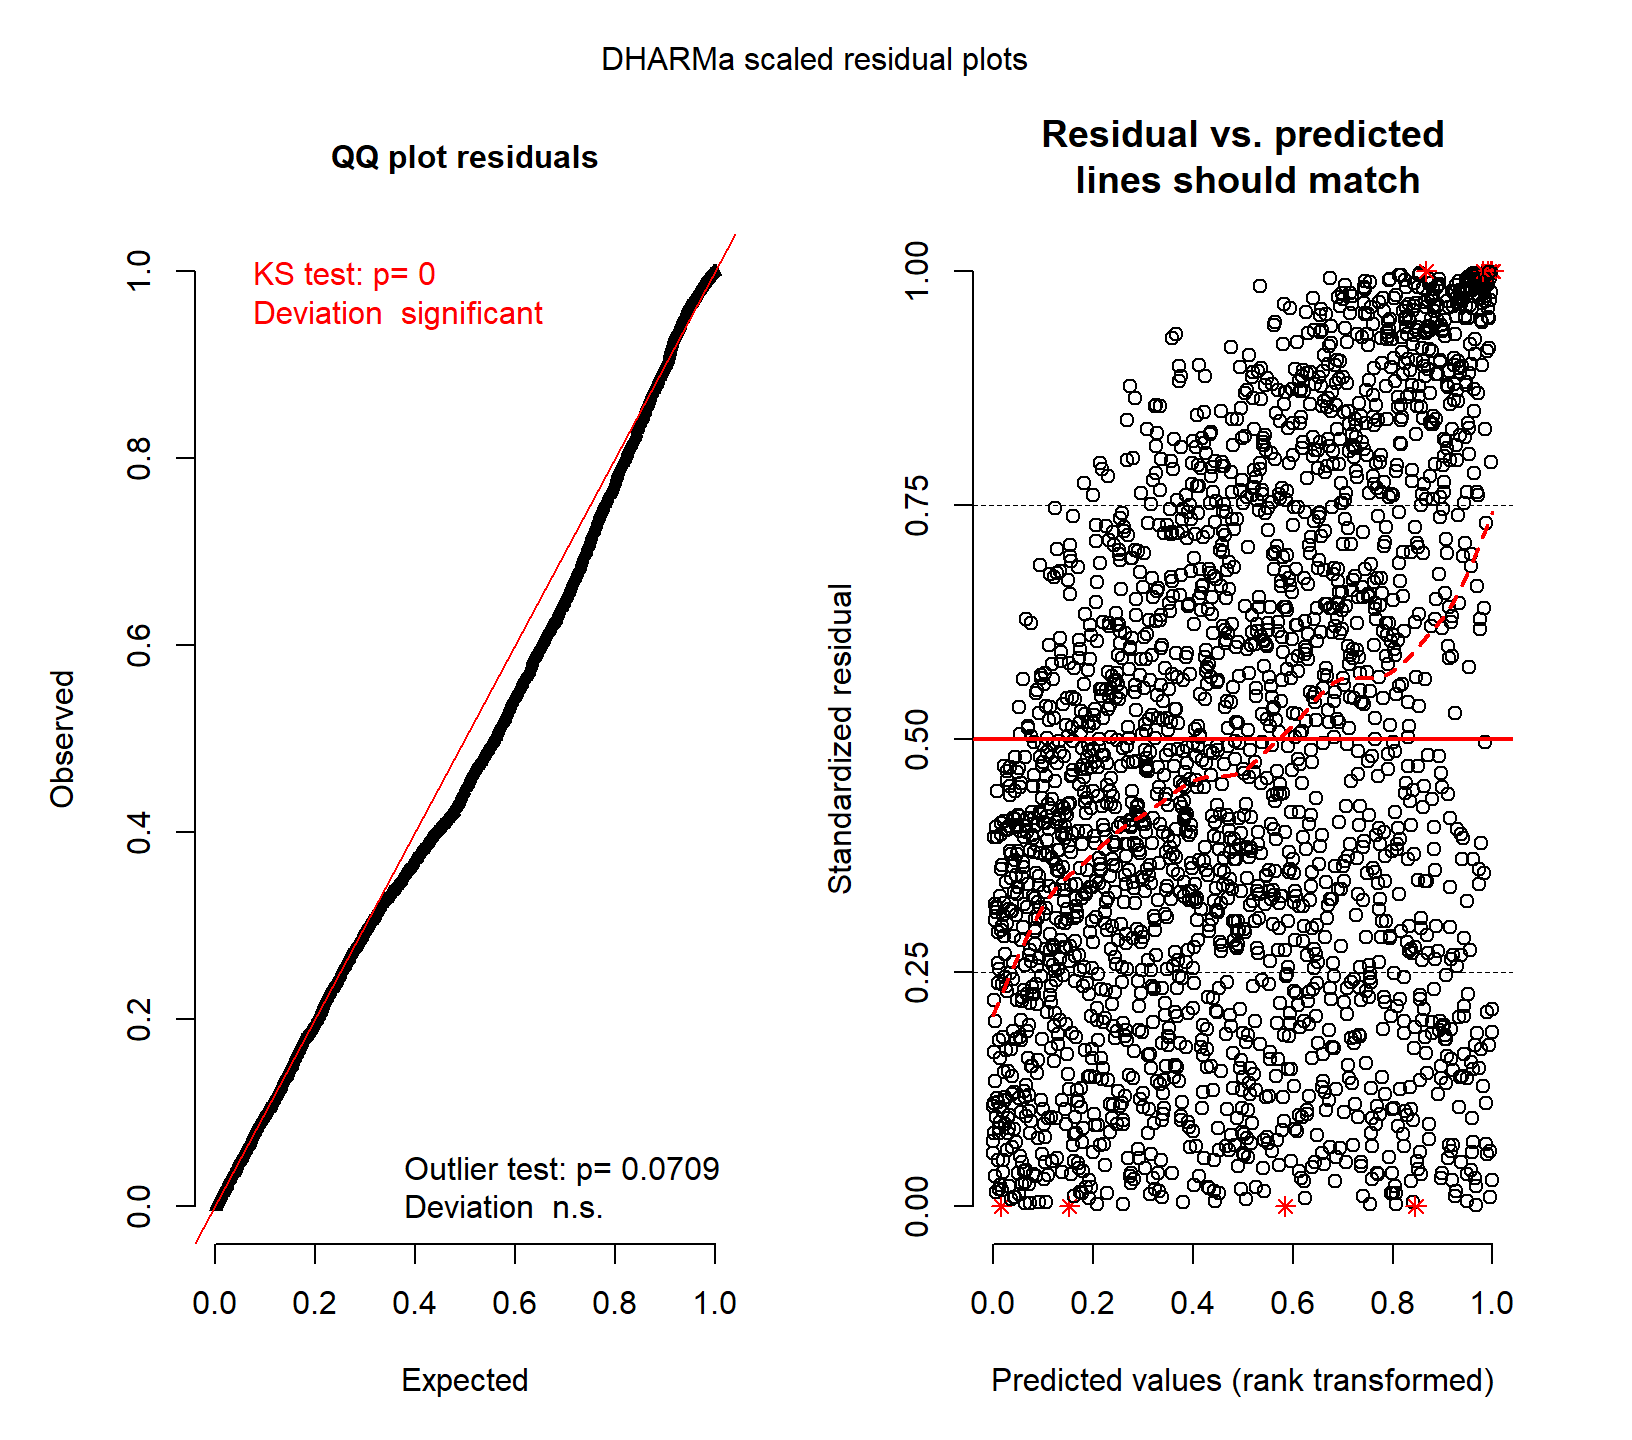 DHARMa scaled residual plots
QQ plot residuals
KS test: p= 0
Deviation  significant
Outlier test: p= 0.0709
Deviation  n.s.
Observed
0.0
0.2
0.4
0.6
0.8
1.0
0.0 0.2 0.4 0.6 0.8 1.0
Expected
Residual vs. predicted
lines should match
Standardized residual
0.00
0.25
0.50
0.75
1.00
0.0 0.2 0.4 0.6 0.8 1.0
Predicted values (rank transformed)